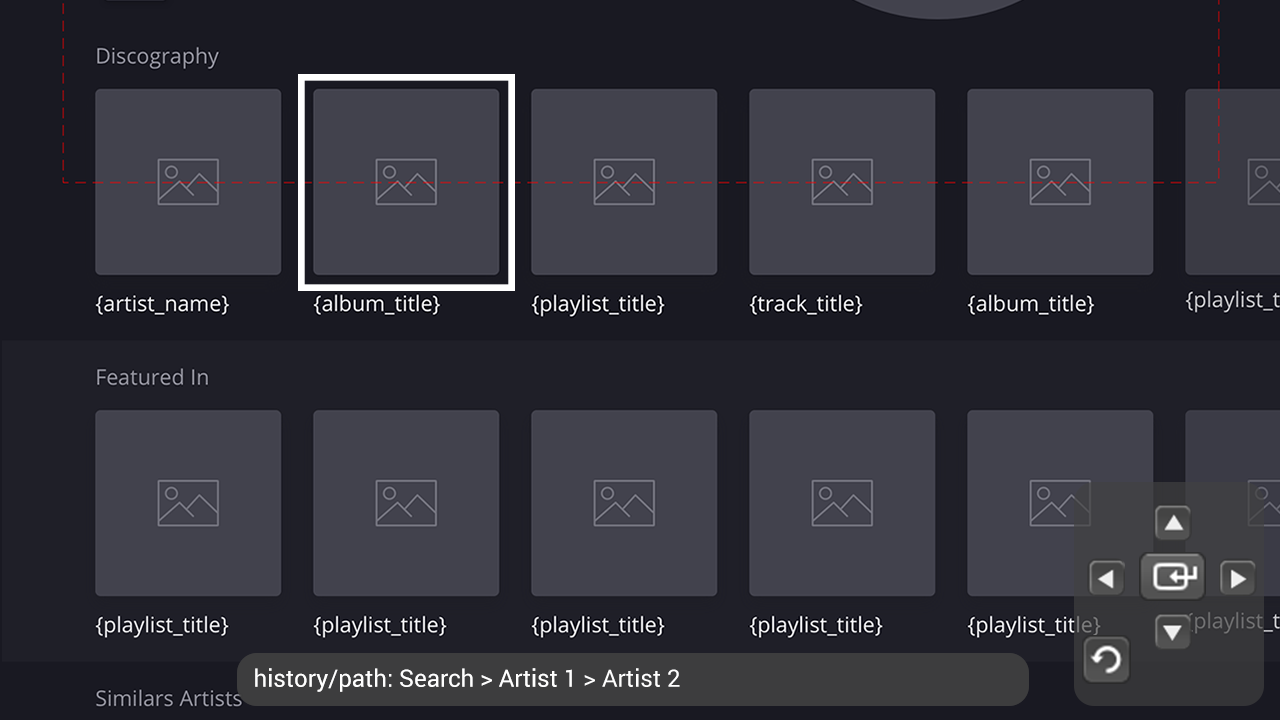 Discography
{artist_name} {album_title} {playlist_title} {track_title} {album_title} {playlist_t
Featured In
{playlist_title} {playlist_title} {playlist_title} {playlist_title} {playlist_title} {playlist_t
Similars Artists
history/path: Search > Artist 1 > Artist 2